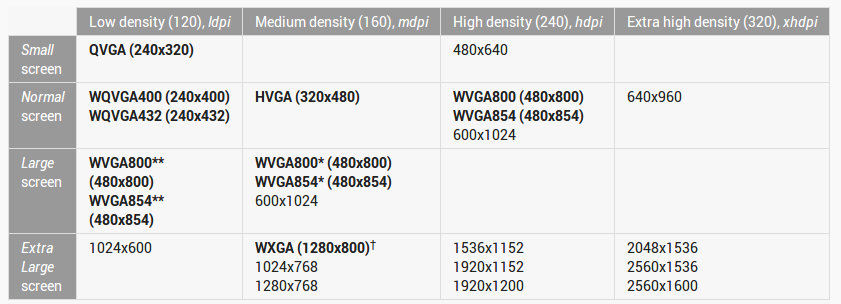 Low density (120), ldpi
Medium density (160), mdpi
High density (240), hdpi
Extra high density (320), xhdpi
Small
screen
QVGA (240x320)
480x640
Normal
screen
WQVGA400 (240x400)
WQVGA432 (240x432)
HVGA (320x480)
WVGA800 (480x800)
WVGA854 (480x854)
600x1024
640x960
Large
screen
WVGA800**
(480x800)
WVGA854**
(480x854)
WVGA800* (480x800)
WVGA854* (480x854)
600x1024
Extra
Large
screen
1024x600
WXGA (1280x800)†
1024x768
1280x768
1536x1152
1920x1152
1920x1200
2048x1536
2560x1536
2560x1600